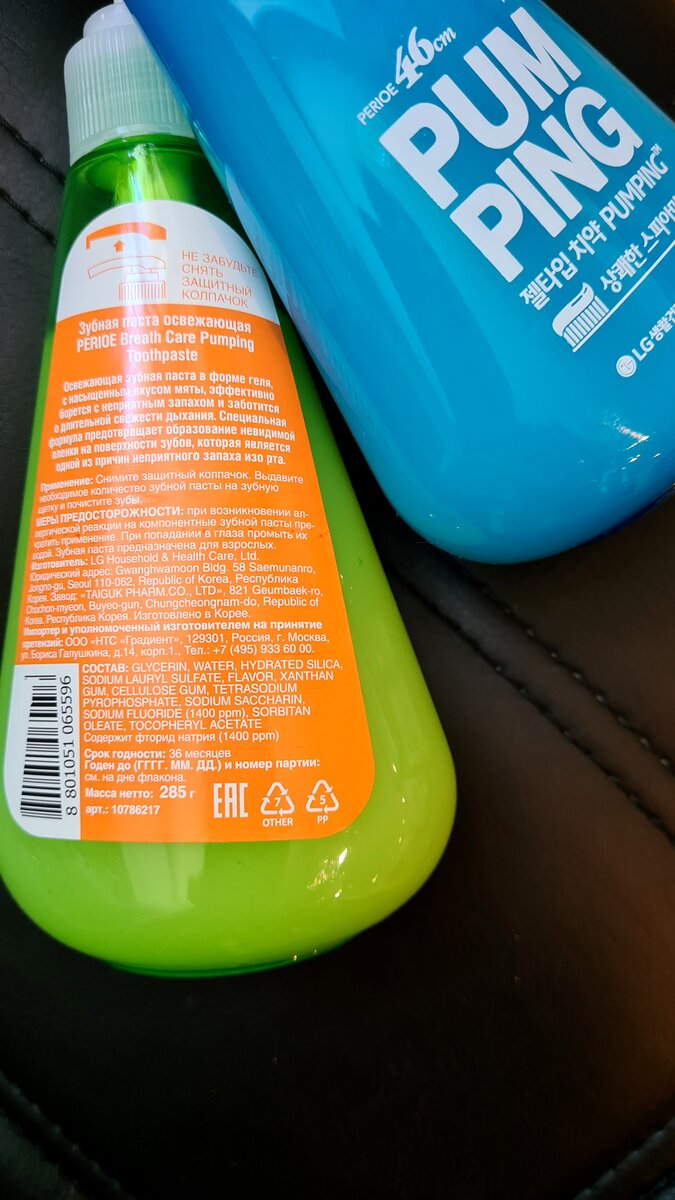 PERIOE 46cm
PUM
PING
젤타입 치약 PUMPING™
상쾌한
LG
НЕ ЗАБУДЬТЕ
СНЯТЬ
ЗАЩИТНЫЙ
КОЛПАЧОК
Зубная паста освежающая
PERIOE Breath Care Pumping
Toothpaste
Освежающая зубная паста в форме геля,
с насыщенным вкусом мяты, эффективно
борется с неприятным запахом и заботится
о длительной свежести дыхания. Специальная
формула предотвращает образование невидимой
пленки на поверхности зубов, которая является
одной из причин неприятного запаха изо рта.
Применение: Снимите защитный колпачок. Выдавите
необходимое количество зубной пасты на зубную
щетку и почистите зубы.
МЕРЫ ПРЕДОСТОРОЖНОСТИ: при возникновении ал-
лергической реакции на компонентные зубной пасты пре-
кратить применение. При попадании в глаза промыть их
водой. Зубная паста предназначена для взрослых.
Изготовитель: LG Household & Health Care, Ltd.
Юридический адрес: Gwanghwamoon Bldg. 58 Saemunanro,
Jongno-gu, Seoul 110-062, Republic of Korea, Республика
Корея. Завод: «TAIGUK PHARM.CO., LTD», 821 Geumbaek-ro,
Chochon-myeon, Buyeo-gun, Chungcheongnam-do, Republic of
Korea. Республика Корея. Изготовлено в Корее.
Импортер и уполномоченный изготовителем на принятие
претензий: ООО «НТС «Градиент», 129301, Россия, г. Москва,
ул. Бориса Галушкина, д.14, корп.1., Тел.: +7 (495) 933 60 00.
СОСТАВ: GLYCERIN, WATER, HYDRATED SILICA,
SODIUM LAURYL SULFATE, FLAVOR, XANTHAN
GUM, CELLULOSE GUM, TETRASODIUM
PYROPHOSPHATE, SODIUM SACCHARIN,
SODIUM FLUORIDE (1400 ppm), SORBITAN
OLEATE, TOCOPHERYL ACETATE
Содержит фторид натрия (1400 ppm)
Срок годности: 36 месяцев
Годен до (ГГГГ. ММ. ДД.) и номер партии:
см. на дне флакона.
Масса нетто: 285 г
арт.: 10786217
8 801051 065596
EAC
7
OTHER
5
PP